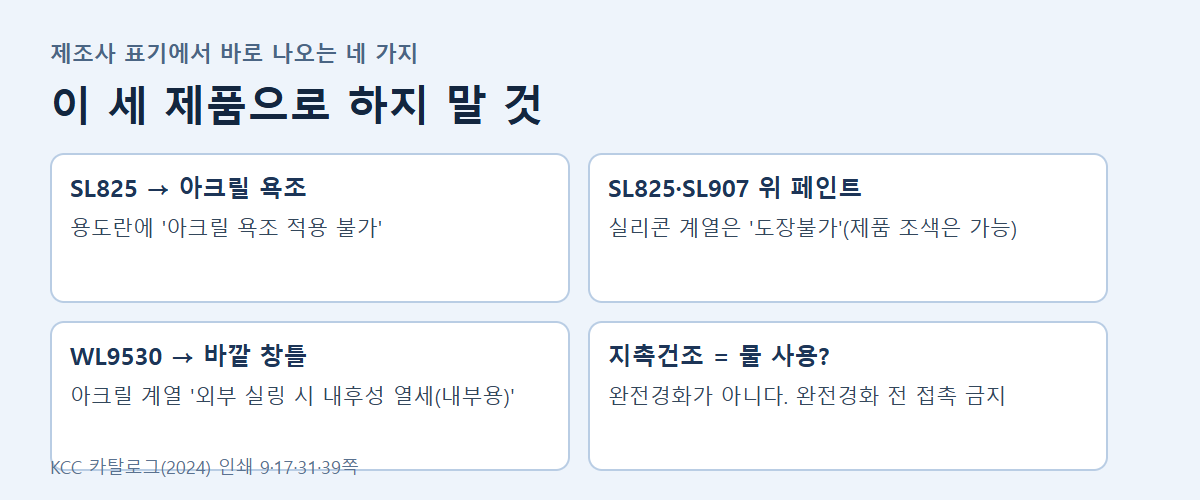 제조사 표기에서 바로 나오는 네 가지
이 세 제품으로 하지 말 것
SL825 → 아크릴 욕조
용도란에 '아크릴 욕조 적용 불가'
SL825·SL907 위 페인트
실리콘 계열은 '도장불가'(제품 조색은 가능)
WL9530 → 바깥 창틀
아크릴 계열 '외부 실링 시 내후성 열세(내부용)'
지촉건조 = 물 사용?
완전경화가 아니다. 완전경화 전 접촉 금지
KCC 카탈로그(2024) 인쇄 9·17·31·39쪽